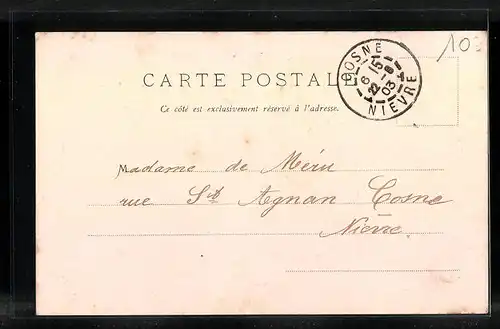 10
CARTE POSTALE
COSNE
NIEVRE
03
Ce côté est exclusivement réservé à l'adresse.
Madame de Méru
rue St Agnan Cosne
Nièvre